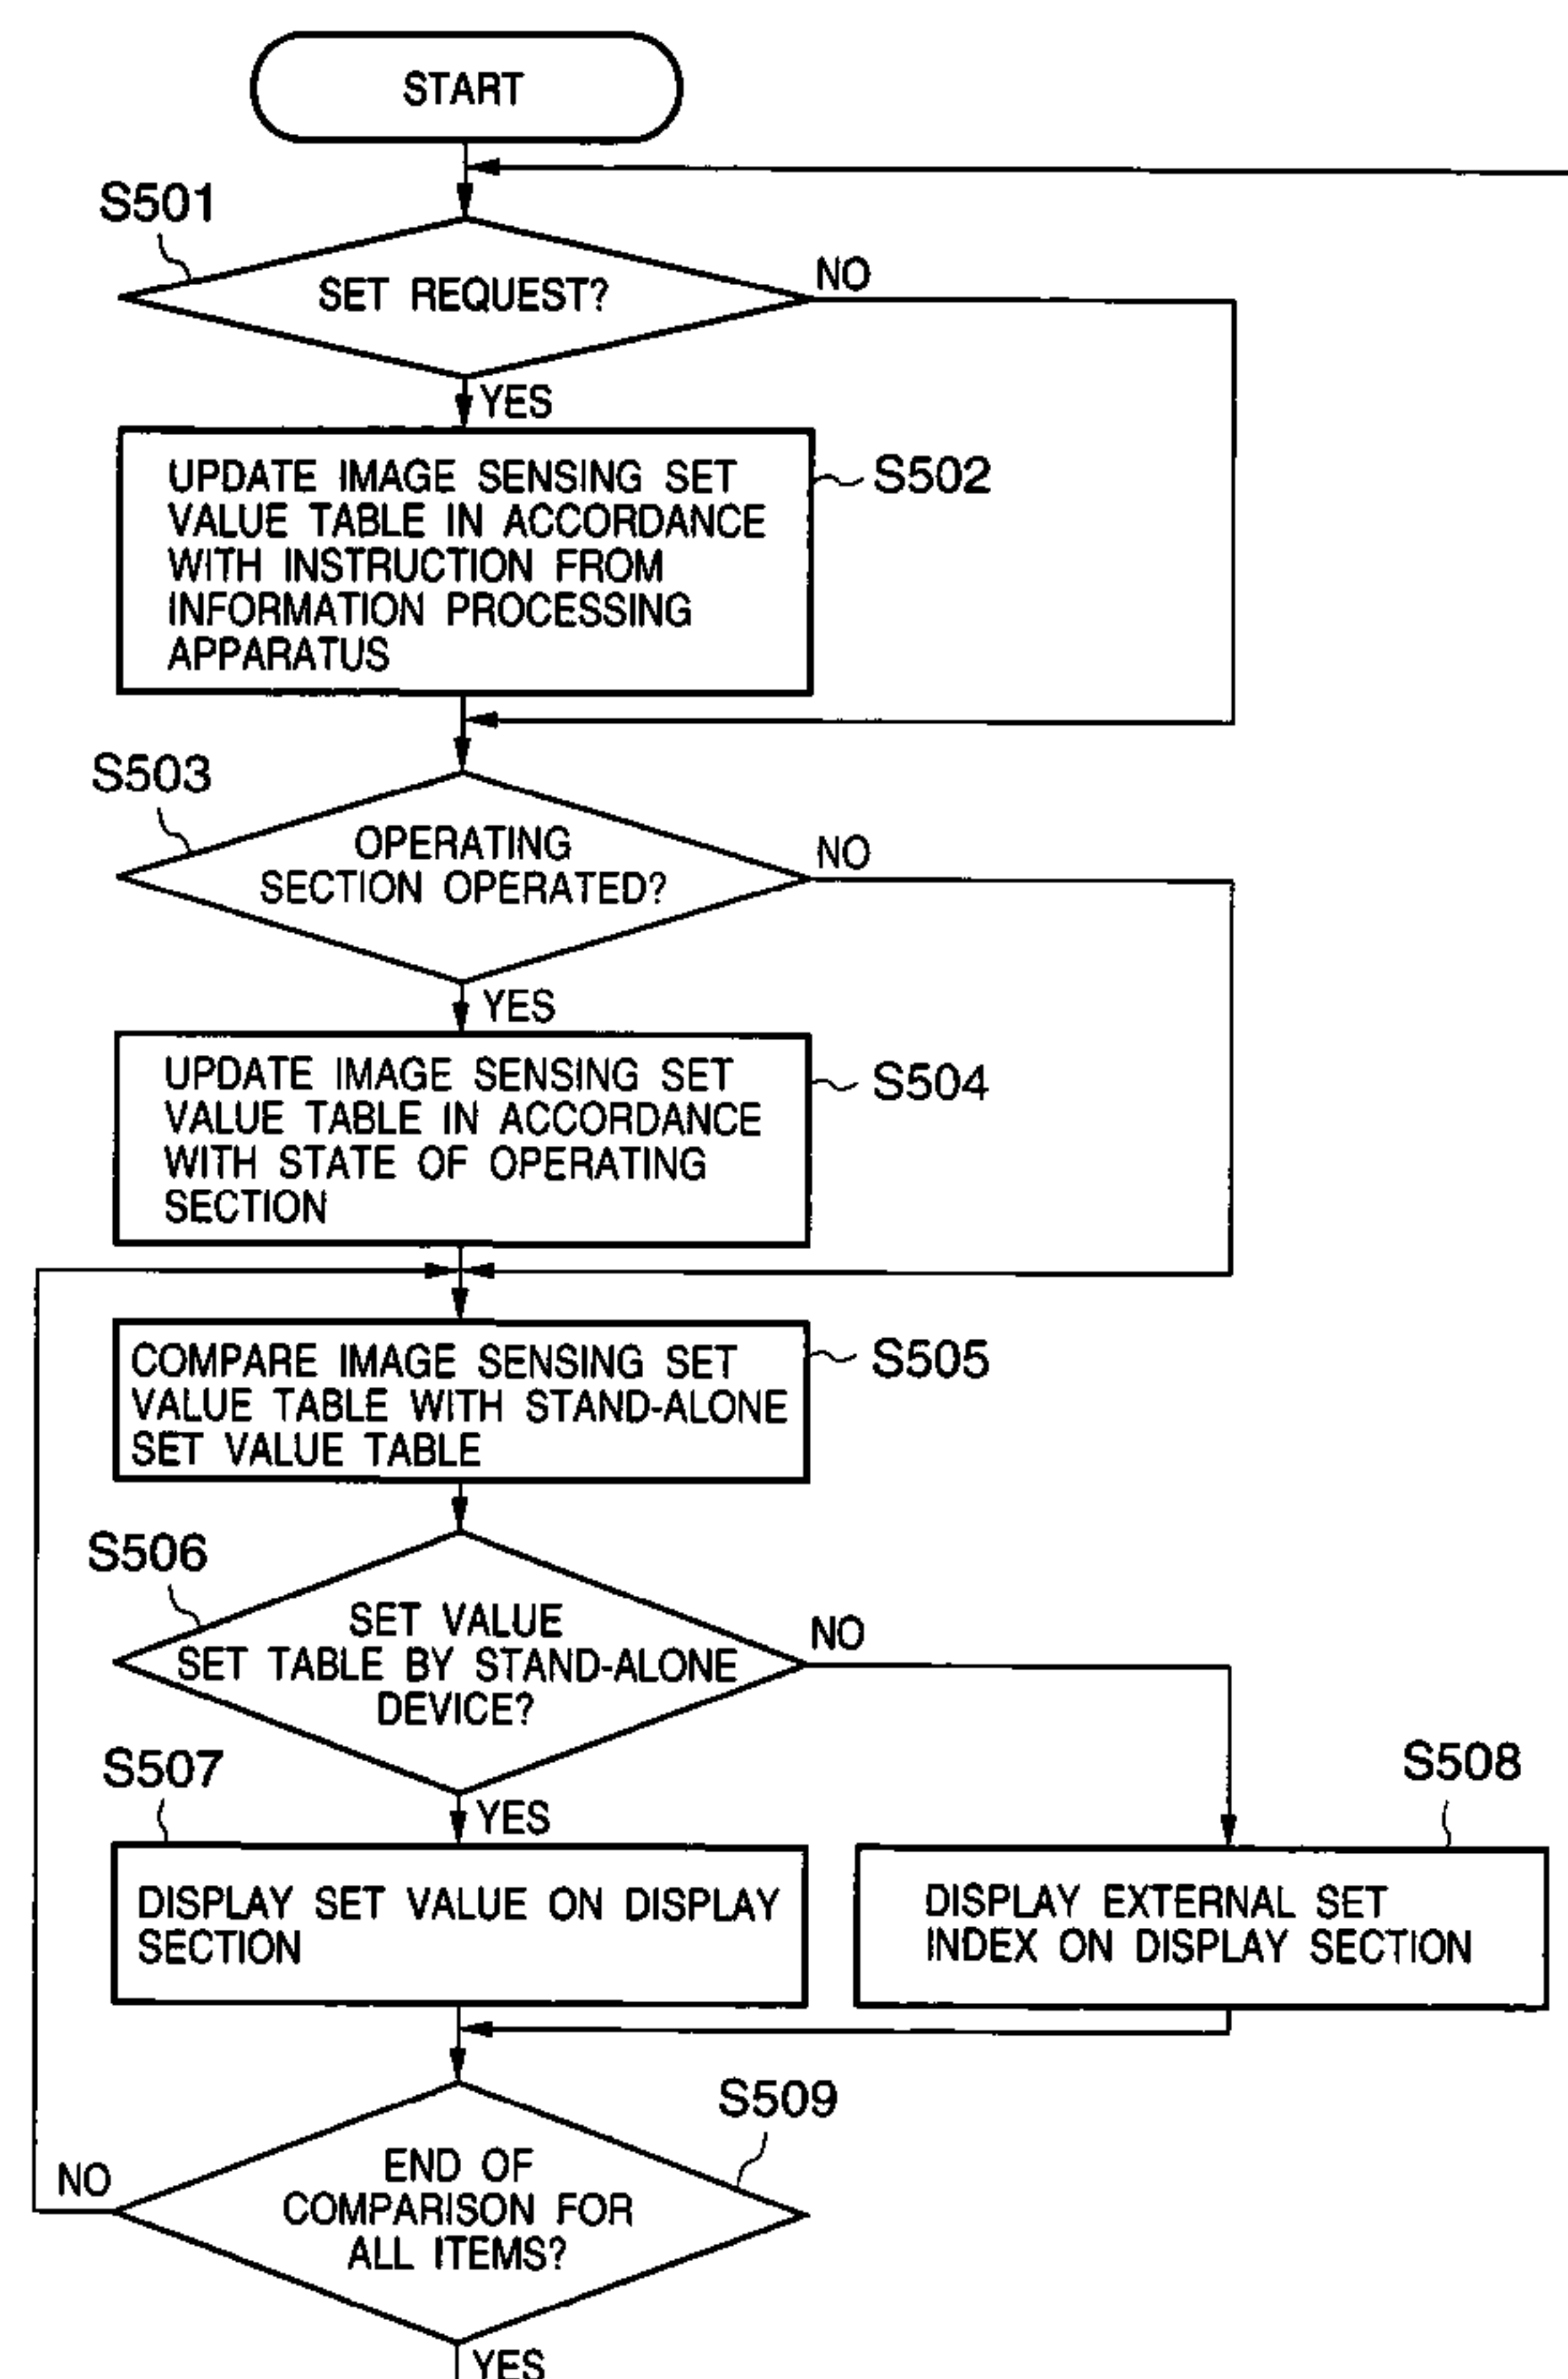 START
S501
SET REQUEST?
NO
YES
UPDATE IMAGE SENSING SET
VALUE TABLE IN ACCORDANCE
WITH INSTRUCTION FROM
INFORMATION PROCESSING
APPARATUS
S502
S503
OPERATING
SECTION OPERATED?
NO
YES
UPDATE IMAGE SENSING SET
VALUE TABLE IN ACCORDANCE
WITH STATE OF OPERATING
SECTION
S504
COMPARE IMAGE SENSING SET
VALUE TABLE WITH STAND-ALONE
SET VALUE TABLE
S505
S506
SET VALUE
SET TABLE BY STAND-ALONE
DEVICE?
NO
YES
S507
DISPLAY SET VALUE ON DISPLAY
SECTION
S508
DISPLAY EXTERNAL SET
INDEX ON DISPLAY SECTION
S509
END OF
COMPARISON FOR
ALL ITEMS?
NO
YES